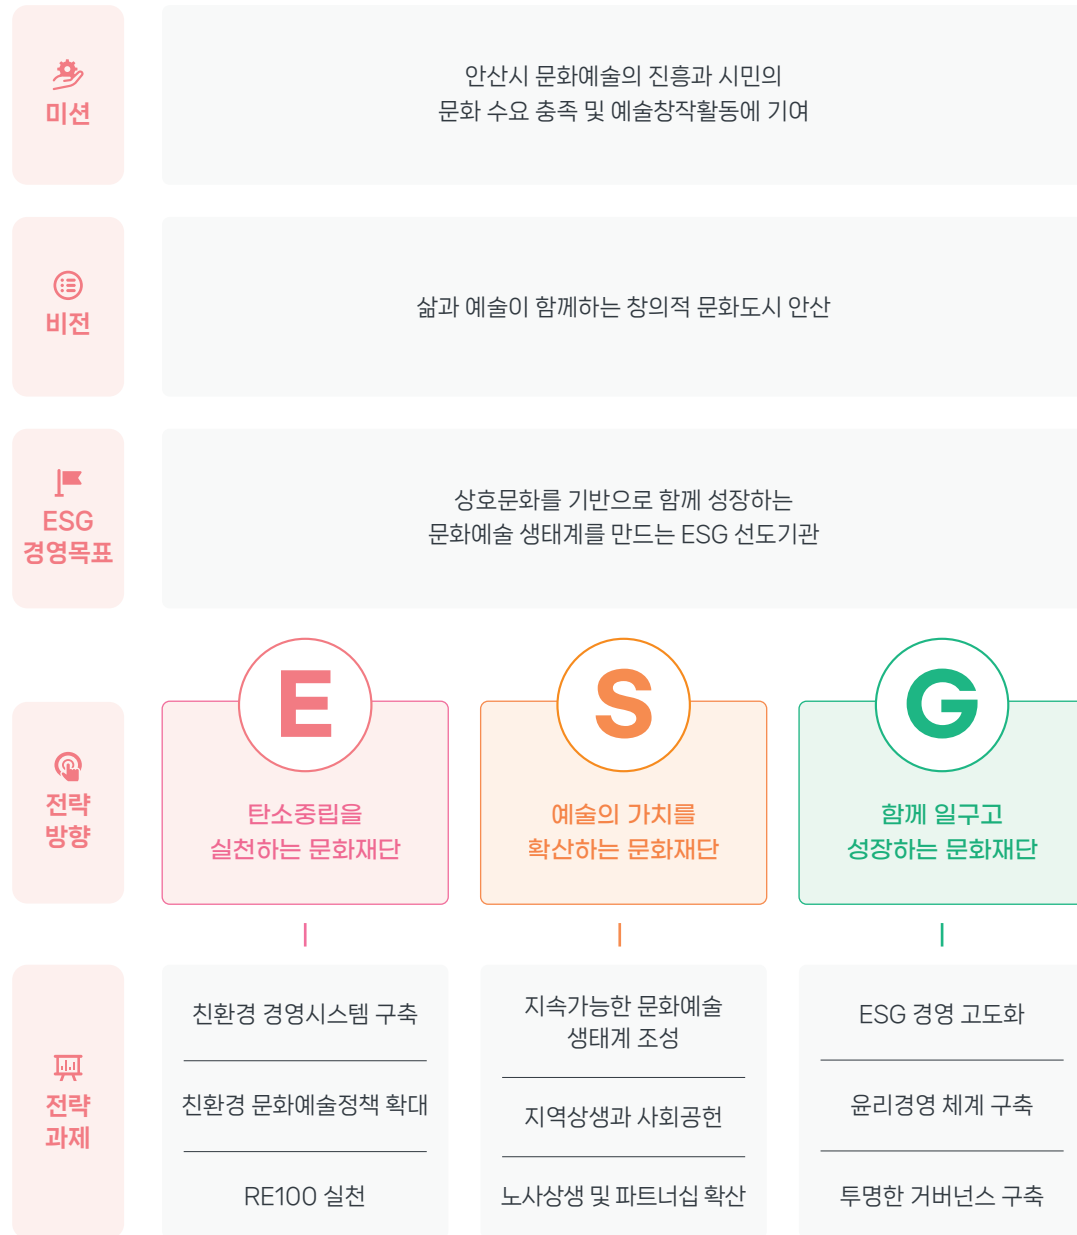 미션
안산시 문화예술의 진흥과 시민의
문화 수요 충족 및 예술창작활동에 기여
비전
삶과 예술이 함께하는 창의적 문화도시 안산
ESG
경영목표
상호문화를 기반으로 함께 성장하는
문화예술 생태계를 만드는 ESG 선도기관
전략
방향
E
탄소중립을
실천하는 문화재단
S
예술의 가치를
확산하는 문화재단
G
함께 일구고
성장하는 문화재단
전략
과제
친환경 경영시스템 구축
친환경 문화예술정책 확대
RE100 실천
지속가능한 문화예술
생태계 조성
지역상생과 사회공헌
노사상생 및 파트너십 확산
ESG 경영 고도화
윤리경영 체계 구축
투명한 거버넌스 구축